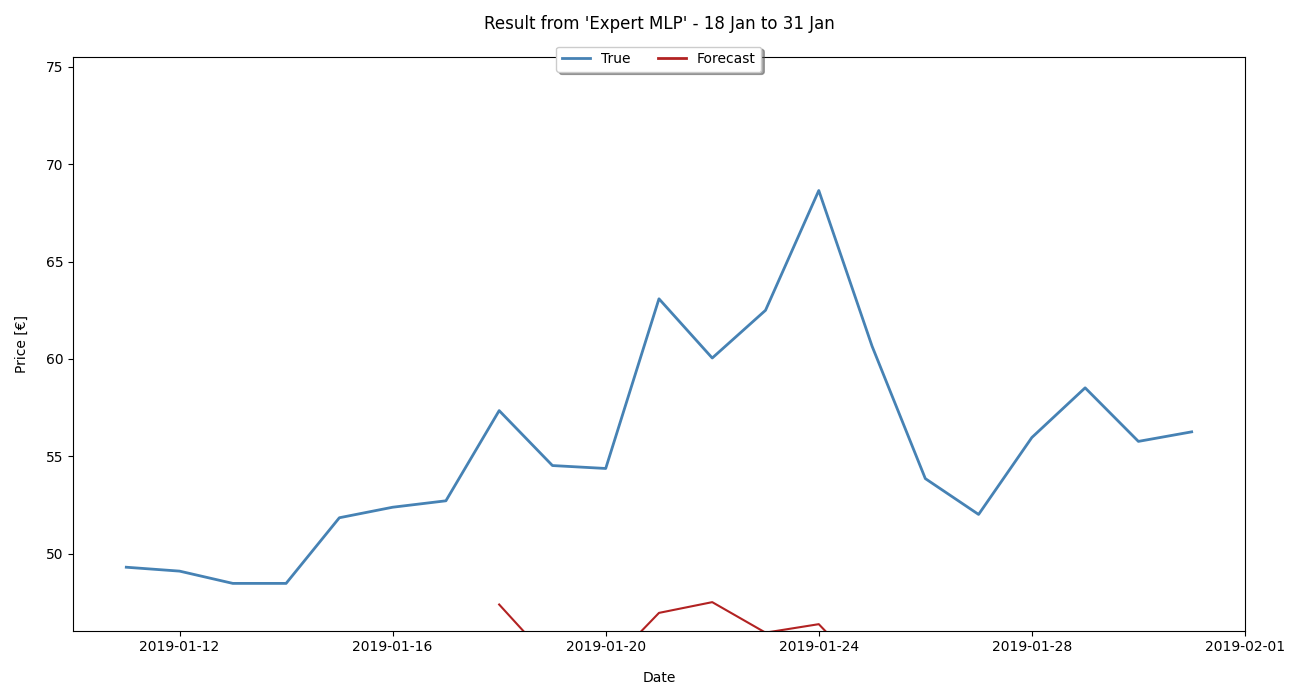 Result from 'Expert MLP' - 18 Jan to 31 Jan
True Forecast
75
70
65
60
55
50
Price [€]
2019-01-12 2019-01-16 2019-01-20 2019-01-24 2019-01-28 2019-02-01
Date